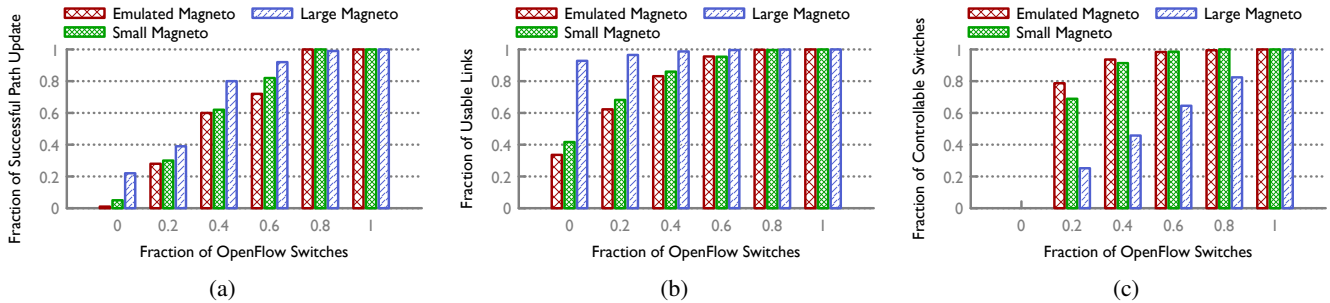 Emulated Magneto
Large Magneto
Small Magneto
Fraction of Successful Path Update
1
0.8
0.6
0.4
0.2
0
0 0.2 0.4 0.6 0.8 1
Fraction of OpenFlow Switches
(a)
Emulated Magneto
Large Magneto
Small Magneto
Fraction of Usable Links
1
0.8
0.6
0.4
0.2
0
0 0.2 0.4 0.6 0.8 1
Fraction of OpenFlow Switches
(b)
Emulated Magneto
Large Magneto
Small Magneto
Fraction of Controllable Switches
1
0.8
0.6
0.4
0.2
0
0 0.2 0.4 0.6 0.8 1
Fraction of OpenFlow Switches
(c)